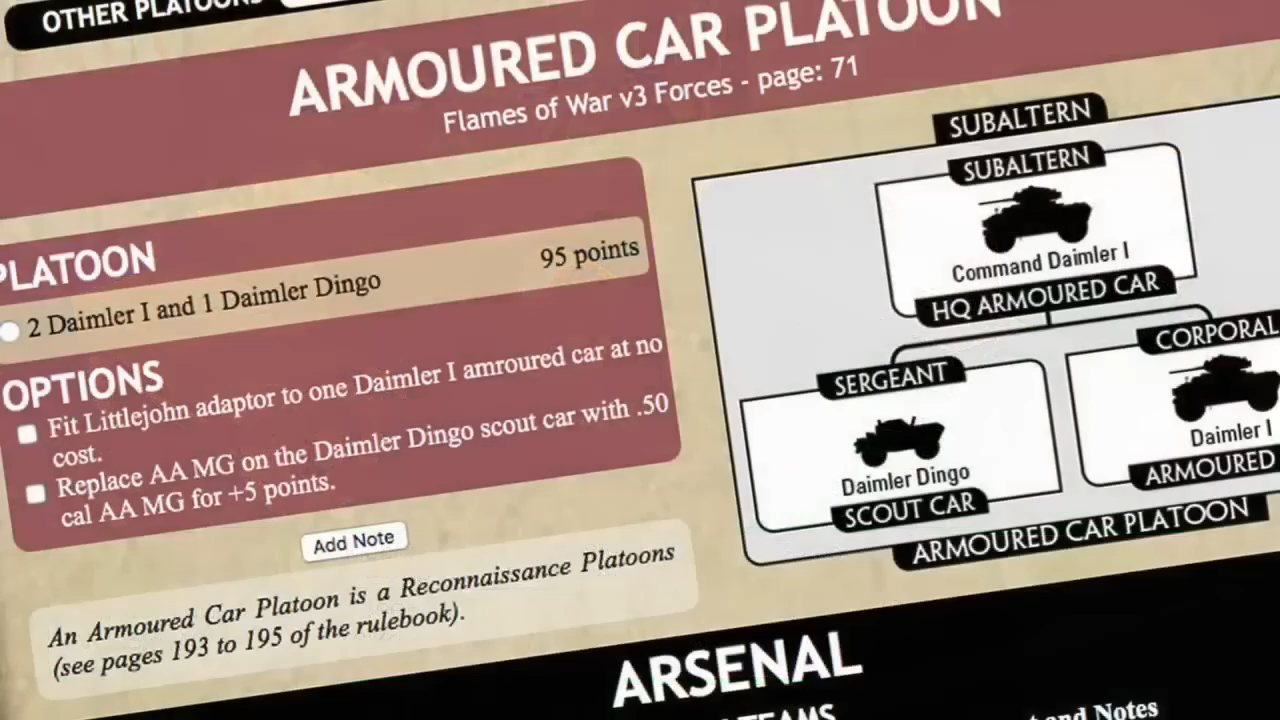 OTHER PLATOONS
ARMOURED CAR PLATOON
Flames of War v3 Forces - page: 71
PLATOON
2 Daimler I and 1 Daimler Dingo 95 points
OPTIONS
Fit Littlejohn adaptor to one Daimler I amroured car at no
cost.
Replace AA MG on the Daimler Dingo scout car with .50
cal AA MG for +5 points.
Add Note
An Armoured Car Platoon is a Reconnaissance Platoons
(see pages 193 to 195 of the rulebook).
SUBALTERN
SUBALTERN
Command Daimler I
HQ ARMOURED CAR
SERGEANT
Daimler Dingo
SCOUT CAR
CORPORAL
Daimler I
ARMOURED
ARMOURED CAR PLATOON
ARSENAL
TEAMS
and Notes